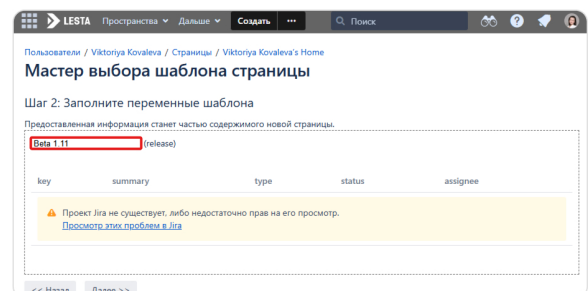 LESTA Пространства Дальше Создать ••• Поиск
Пользователи / Viktoriya Kovaleva / Страницы / Viktoriya Kovaleva's Home
Мастер выбора шаблона страницы
Шаг 2: Заполните переменные шаблона
Предоставленная информация станет частью содержимого новой страницы.
Beta 1.11 (release)
key summary type status assignee
Проект Jira не существует, либо недостаточно прав на его просмотр.
Просмотр этих проблем в Jira
<< Назад Далее >>